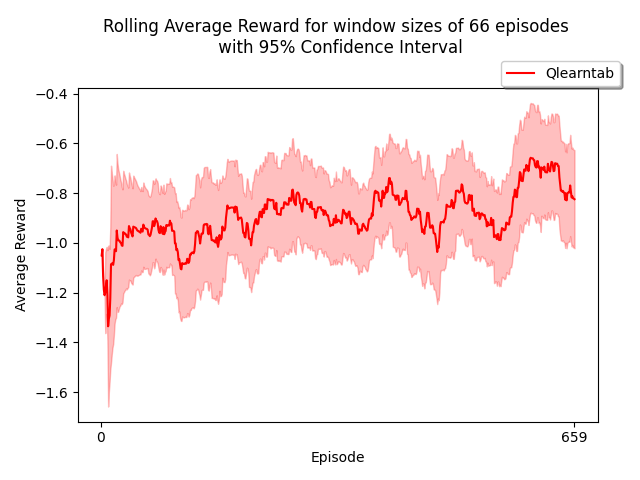 Rolling Average Reward for window sizes of 66 episodes
with 95% Confidence Interval
Qlearntab
Average Reward
−0.4
−0.6
−0.8
−1.0
−1.2
−1.4
−1.6
0
659
Episode